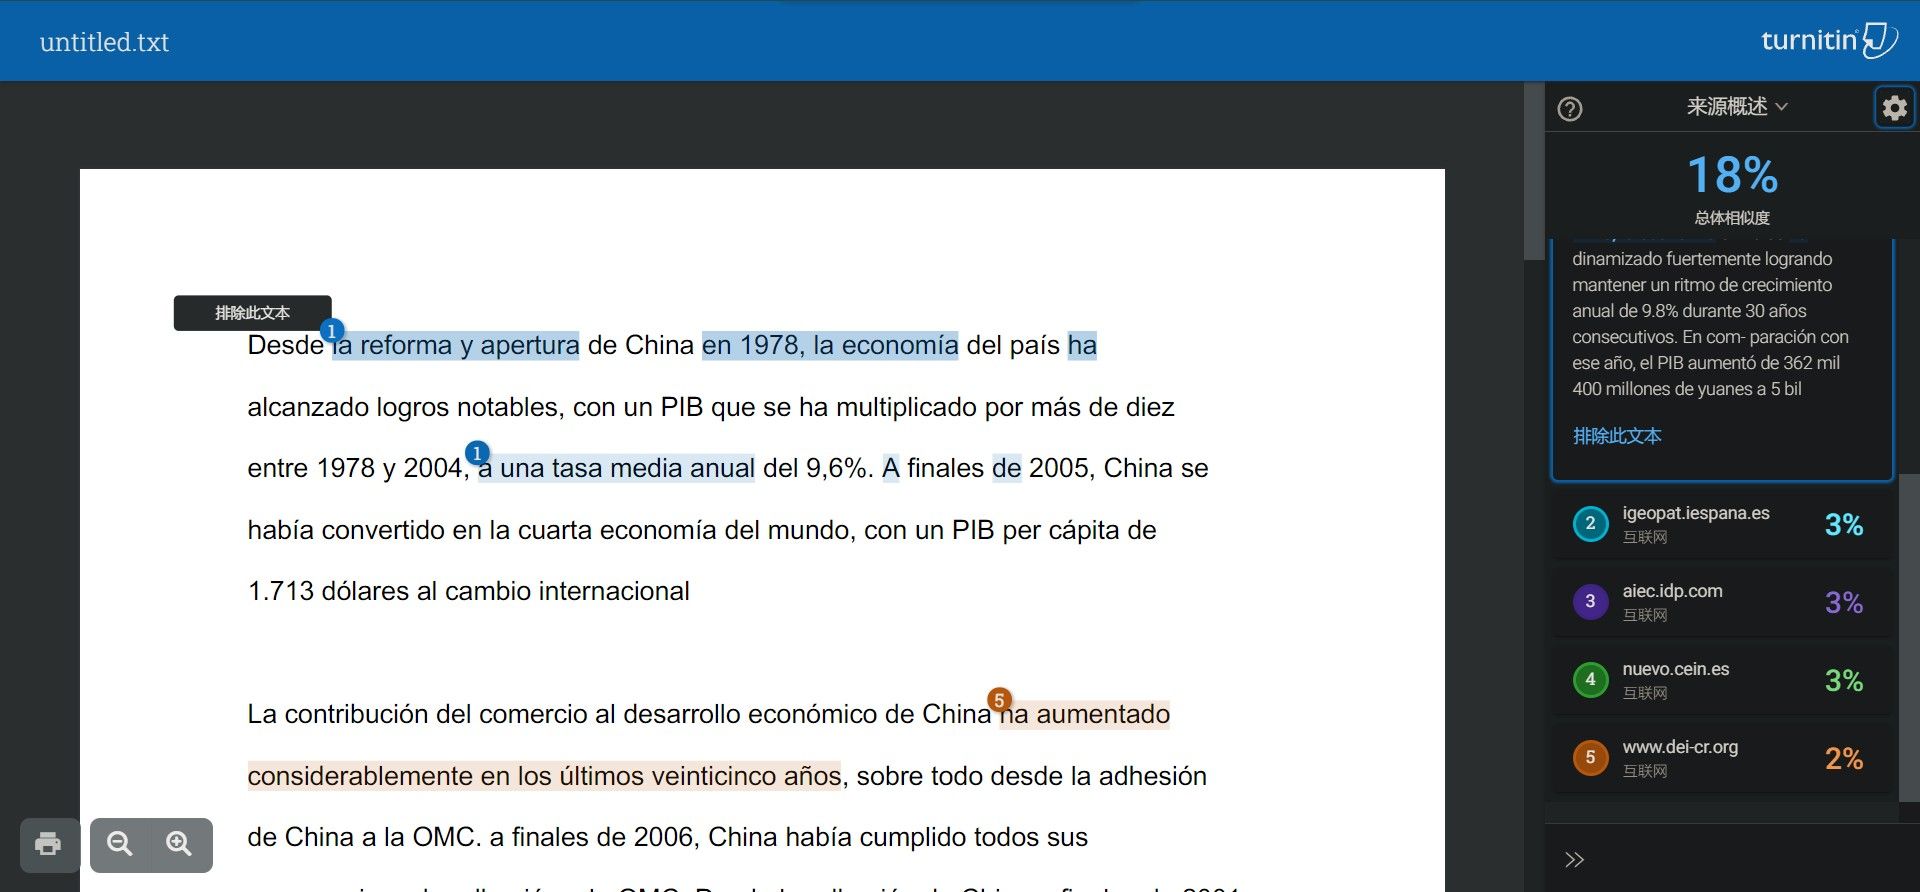 untitled.txt
turnitin
来源概述
18%
总体相似度
排除此文本
1
Desde la reforma y apertura de China en 1978, la economía del país ha
alcanzado logros notables, con un PIB que se ha multiplicado por más de diez
1
entre 1978 y 2004, a una tasa media anual del 9,6%. A finales de 2005, China se
había convertido en la cuarta economía del mundo, con un PIB per cápita de
1.713 dólares al cambio internacional
5
La contribución del comercio al desarrollo económico de China ha aumentado
considerablemente en los últimos veinticinco años, sobre todo desde la adhesión
de China a la OMC. a finales de 2006, China había cumplido todos sus
dinamizado fuertemente logrando
mantener un ritmo de crecimiento
anual de 9.8% durante 30 años
consecutivos. En com- paración con
ese año, el PIB aumentó de 362 mil
400 millones de yuanes a 5 bil
排除此文本
2 igeopat.iespana.es 3%
互联网
3 aiec.idp.com 3%
互联网
4 nuevo.cein.es 3%
互联网
5 www.dei-cr.org 2%
互联网